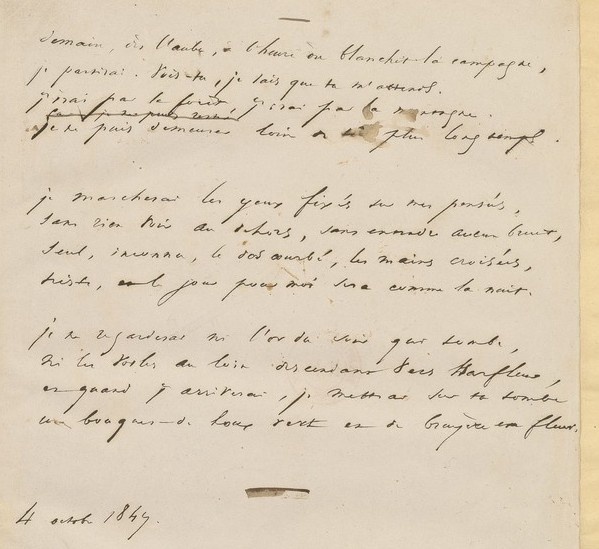 demain, dès l'aube, à l'heure où blanchit la campagne,
je partirai. Vois-tu, je sais que tu m'attends.
j'irai par la forêt, j'irai par la montagne.
je ne puis demeurer loin de toi plus longtemps.
je marcherai les yeux fixés sur mes pensées,
sans rien voir au dehors, sans entendre aucun bruit,
seul, inconnu, le dos courbé, les mains croisées,
triste, et le jour pour moi sera comme la nuit.
je ne regarderai ni l'or du soir qui tombe,
ni les voiles au loin descendant vers Harfleur,
et quand j'arriverai, je mettrai sur ta tombe
un bouquet de houx vert et de bruyère en fleur.
4 octobre 1847.